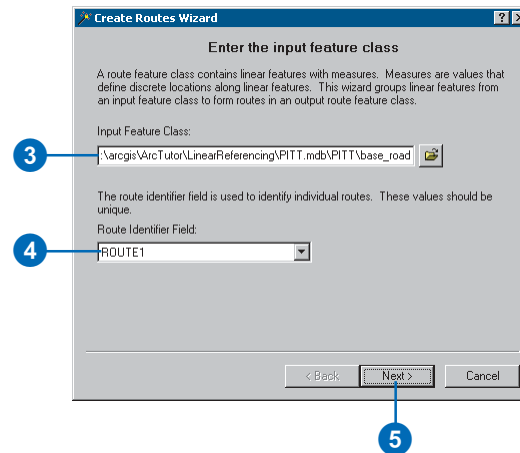 Create Routes Wizard
Enter the input feature class
A route feature class contains linear features with measures. Measures are values that
define discrete locations along linear features. This wizard groups linear features from
an input feature class to form routes in an output route feature class.
Input Feature Class:
3
:\arcgis\ArcTutor\LinearReferencing\PITT.mdb\PITT\base_road
The route identifier field is used to identify individual routes. These values should be
unique.
Route Identifier Field:
4
ROUTE1
< Back
Next >
Cancel
5